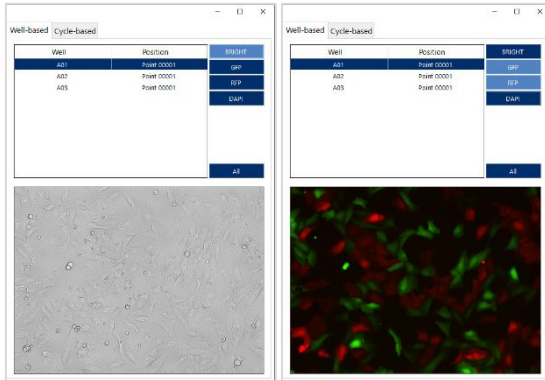 Well-based Cycle-based
Well Position
A01 Point 00001
A02 Point 00001
A03 Point 00001
BRIGHT
GFP
RFP
DAPI
All
Well-based Cycle-based
Well Position
A01 Point 00001
A02 Point 00001
A03 Point 00001
BRIGHT
GFP
RFP
DAPI
All